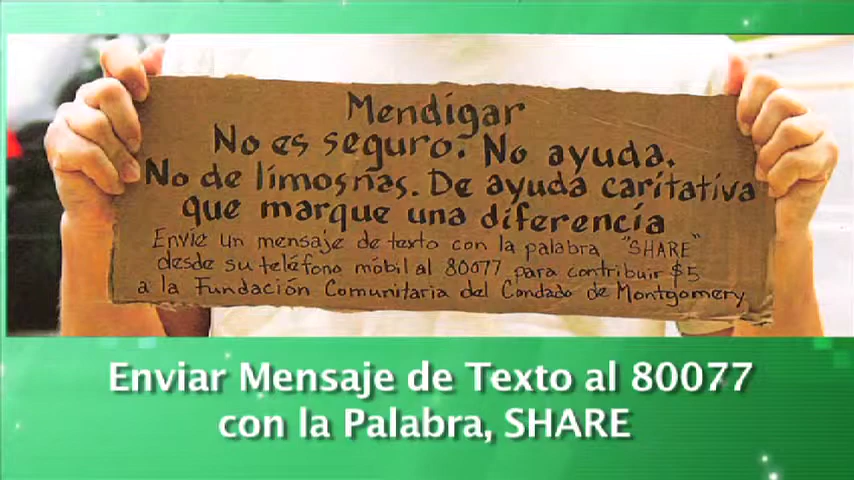 Mendigar
No es seguro. No ayuda.
No de limosnas. De ayuda caritativa
que marque una diferencia
Envíe un mensaje de texto con la palabra "SHARE"
desde su teléfono móbil al 80077 para contribuir $5
a la Fundación Comunitaria del Condado de Montgomery
Enviar Mensaje de Texto al 80077
con la Palabra, SHARE